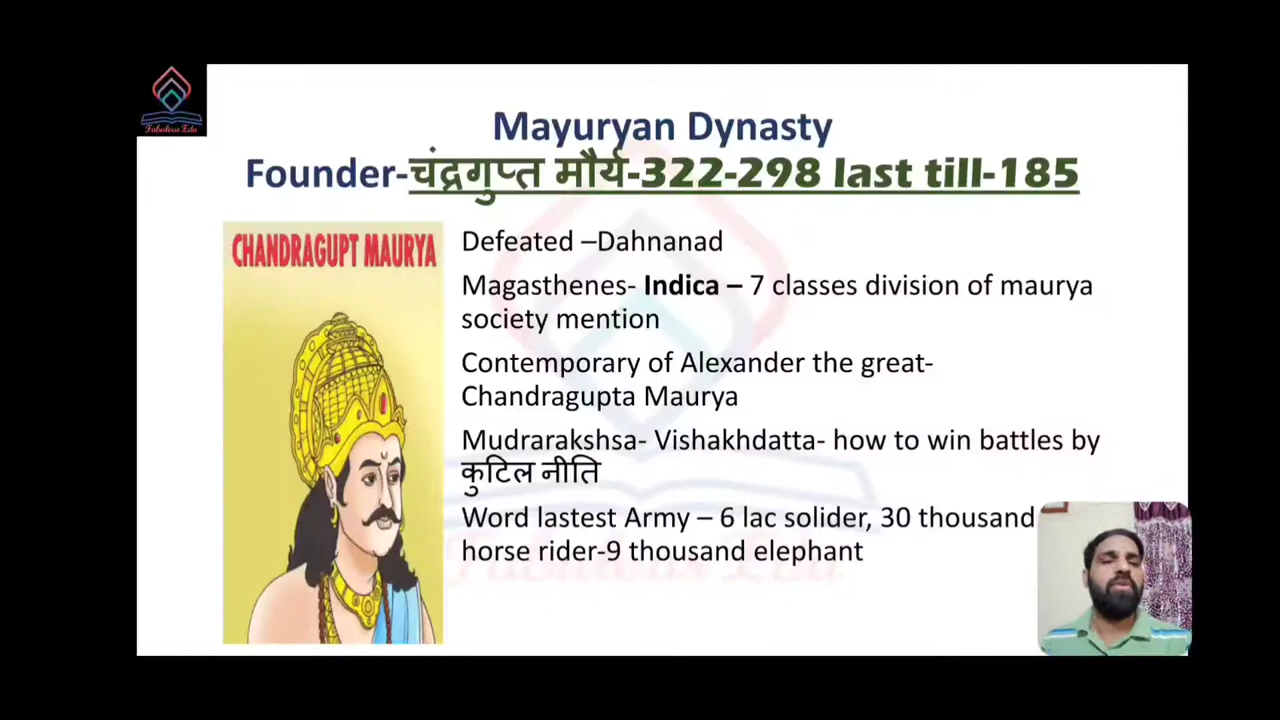 Fabulous Edu
Mayuryan Dynasty
Founder-चंद्रगुप्त मौर्य-322-298 last till-185
CHANDRAGUPT MAURYA
Defeated –Dahnanad
Magasthenes- Indica – 7 classes division of maurya
society mention
Contemporary of Alexander the great-
Chandragupta Maurya
Mudrarakshsa- Vishakhdatta- how to win battles by
कुटिल नीति
Word lastest Army – 6 lac solider, 30 thousand
horse rider-9 thousand elephant